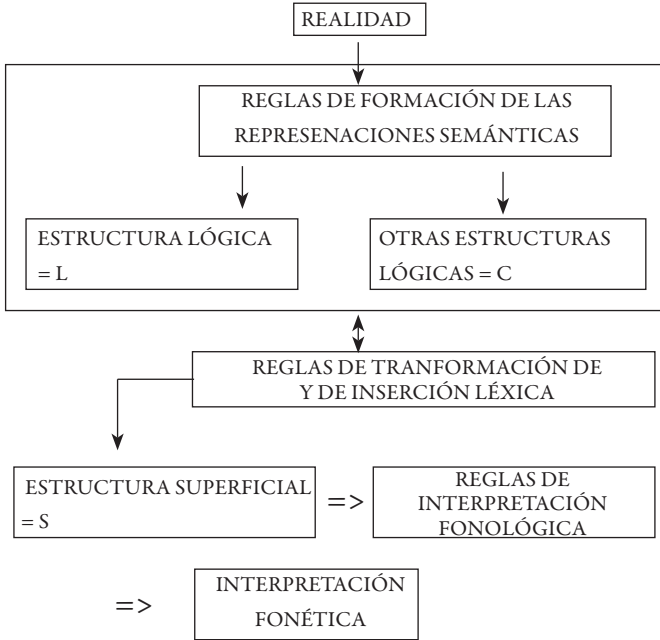 REALIDAD
REGLAS DE FORMACIÓN DE LAS
REPRESENACIONES SEMÁNTICAS
ESTRUCTURA LÓGICA
= L
OTRAS ESTRUCTURAS
LÓGICAS = C
REGLAS DE TRANFORMACIÓN DE
Y DE INSERCIÓN LÉXICA
ESTRUCTURA SUPERFICIAL
= S
=>
REGLAS DE
INTERPRETACIÓN
FONOLÓGICA
=>
INTERPRETACIÓN
FONÉTICA